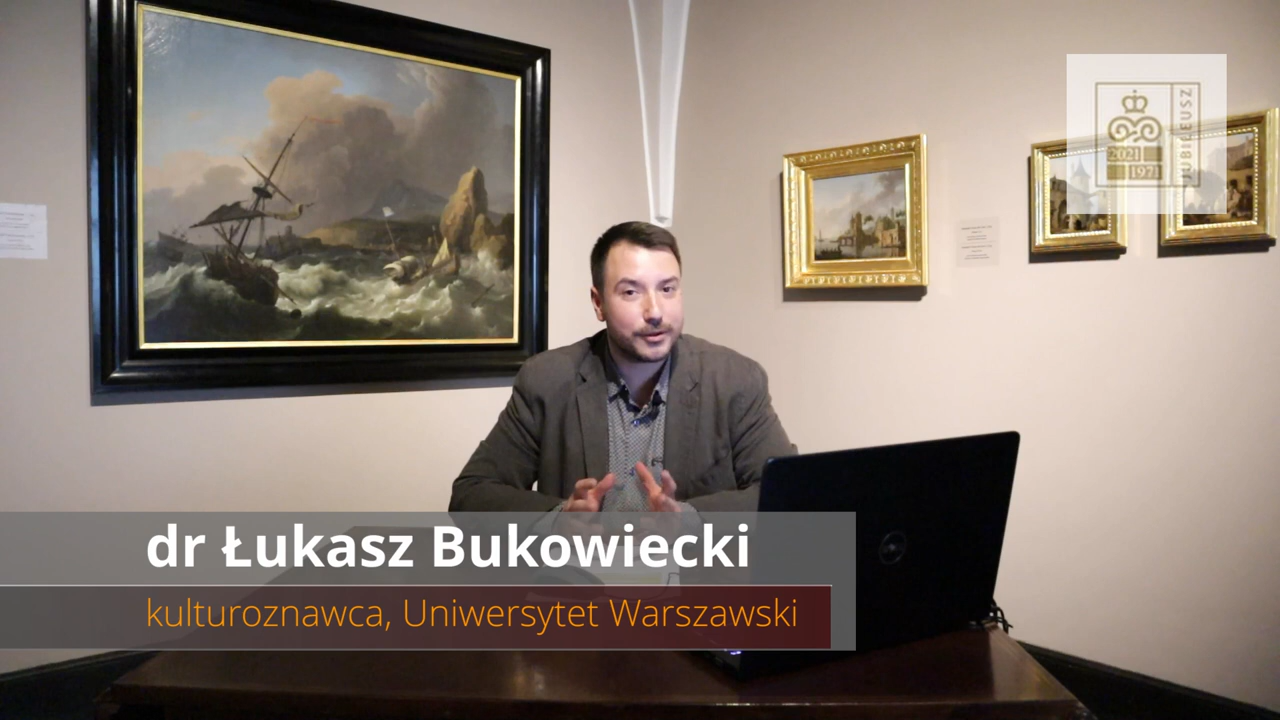 2021
1971
JUBILEUSZ
dr Łukasz Bukowiecki
kulturoznawca, Uniwersytet Warszawski